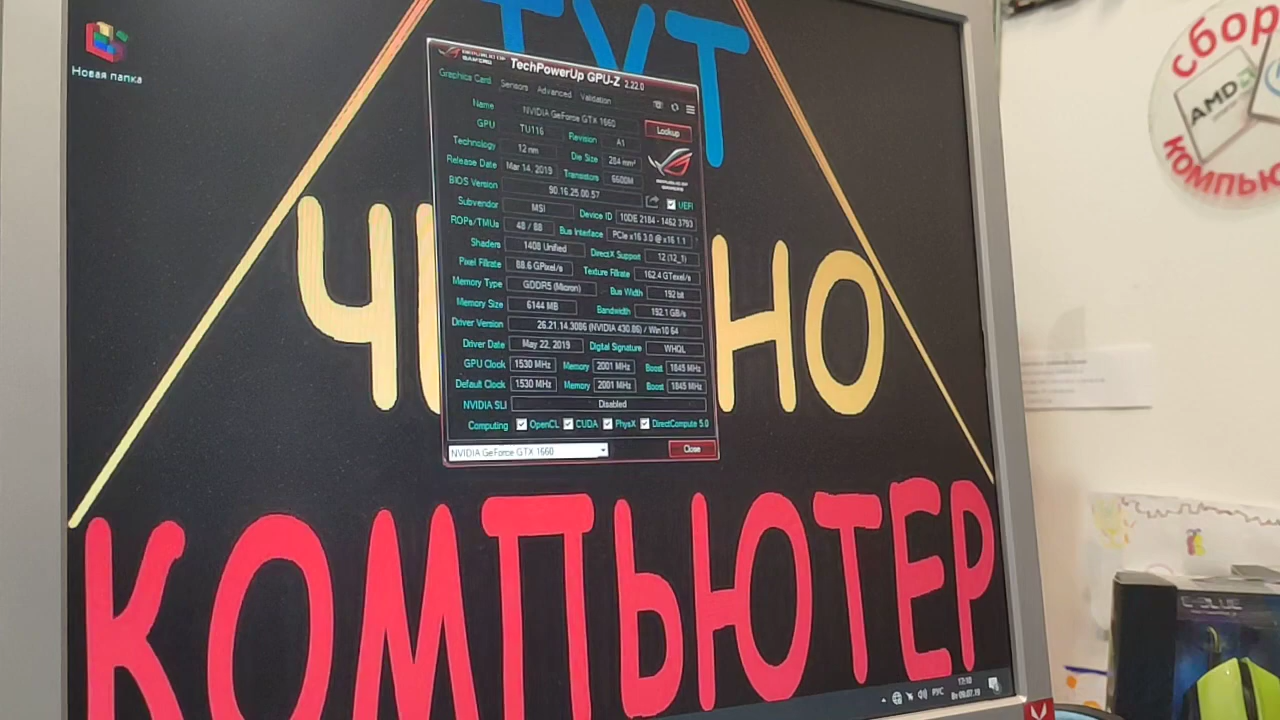 ТУТ
Новая папка
TechPowerUp GPU-Z 2.22.0
Graphics Card Sensors Advanced Validation
Name NVIDIA GeForce GTX 1660 Lookup
GPU TU116 Revision A1
Technology 12 nm Die Size 284 mm²
Release Date Mar 14, 2019 Transistors 6600M
BIOS Version 90.16.25.00.57 UEFI
Subvendor MSI Device ID 10DE 2184 - 1462 3793
ROPs/TMUs 48 / 88 Bus Interface PCIe x16 3.0 @ x16 1.1
Shaders 1408 Unified DirectX Support 12 (12_1)
Pixel Fillrate 88.6 GPixel/s Texture Fillrate 162.4 GTexel/s
Memory Type GDDR5 (Micron) Bus Width 192 bit
Memory Size 6144 MB Bandwidth 192.1 GB/s
Driver Version 26.21.14.3086 (NVIDIA 430.86) / Win10 64
Driver Date May 22, 2019 Digital Signature WHQL
GPU Clock 1530 MHz Memory 2001 MHz Boost 1845 MHz
Default Clock 1530 MHz Memory 2001 MHz Boost 1845 MHz
NVIDIA SLI Disabled
Computing OpenCL CUDA PhysX DirectCompute 5.0
NVIDIA GeForce GTX 1660 Close
НО
КОМПЬЮТЕР
РУС
Вт 09.07.19
сбор
AMD
КОМПЬЮ
E-BLUE